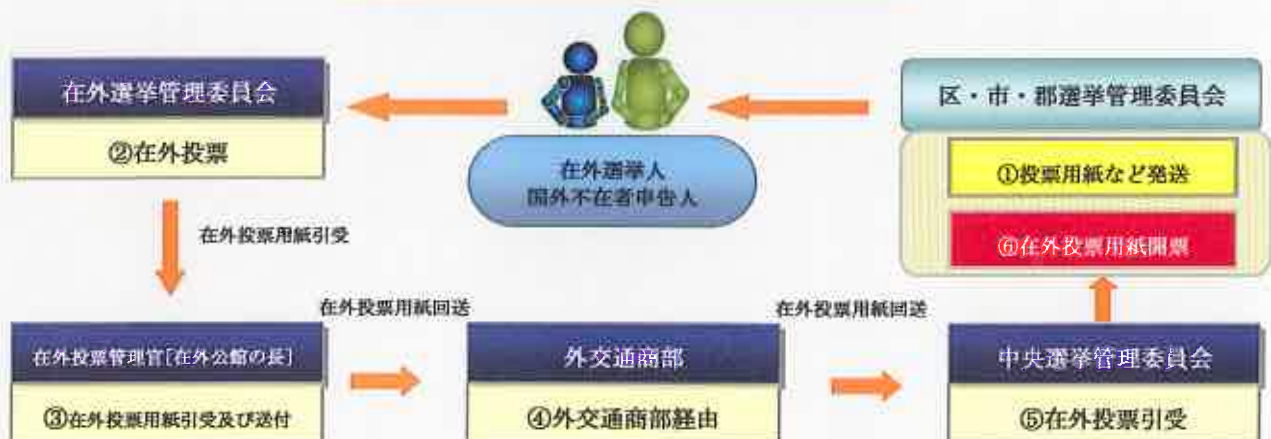 在外選挙管理委員会
②在外投票
在外選挙人
国外不在者申告人
区・市・郡選挙管理委員会
①投票用紙など発送
⑥在外投票用紙開票
在外投票用紙引受
在外投票用紙回送
在外投票用紙回送
在外投票管理官[在外公館の長]
③在外投票用紙引受及び送付
外交通商部
④外交通商部経由
中央選挙管理委員会
⑤在外投票引受